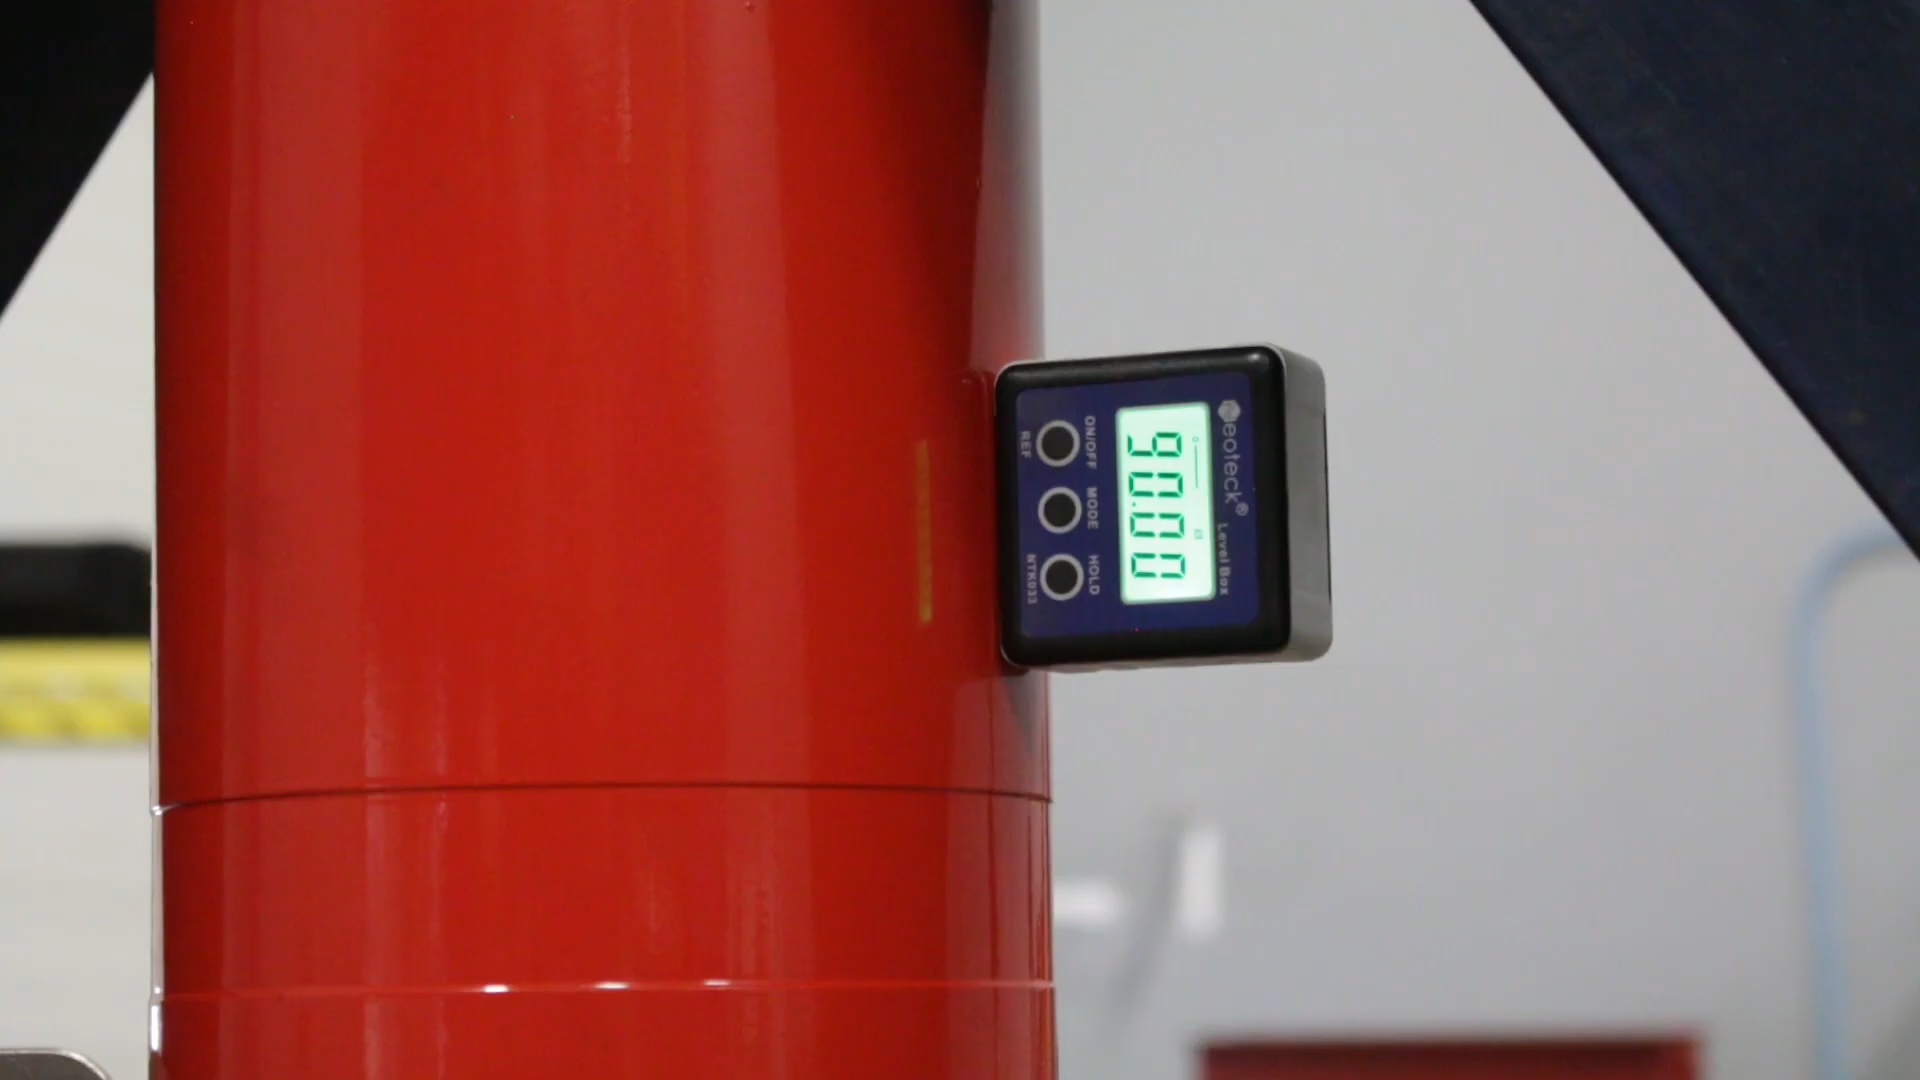 Neoteck®
Level Box
90.00
ON/OFF MODE HOLD
REF NTK033